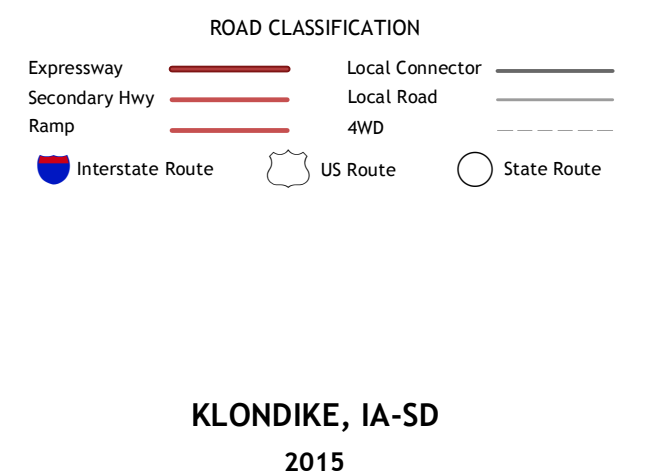 ROAD CLASSIFICATION
Expressway
Local Connector
Secondary Hwy
Local Road
Ramp
4WD
Interstate Route
US Route
State Route
KLONDIKE, IA-SD
2015